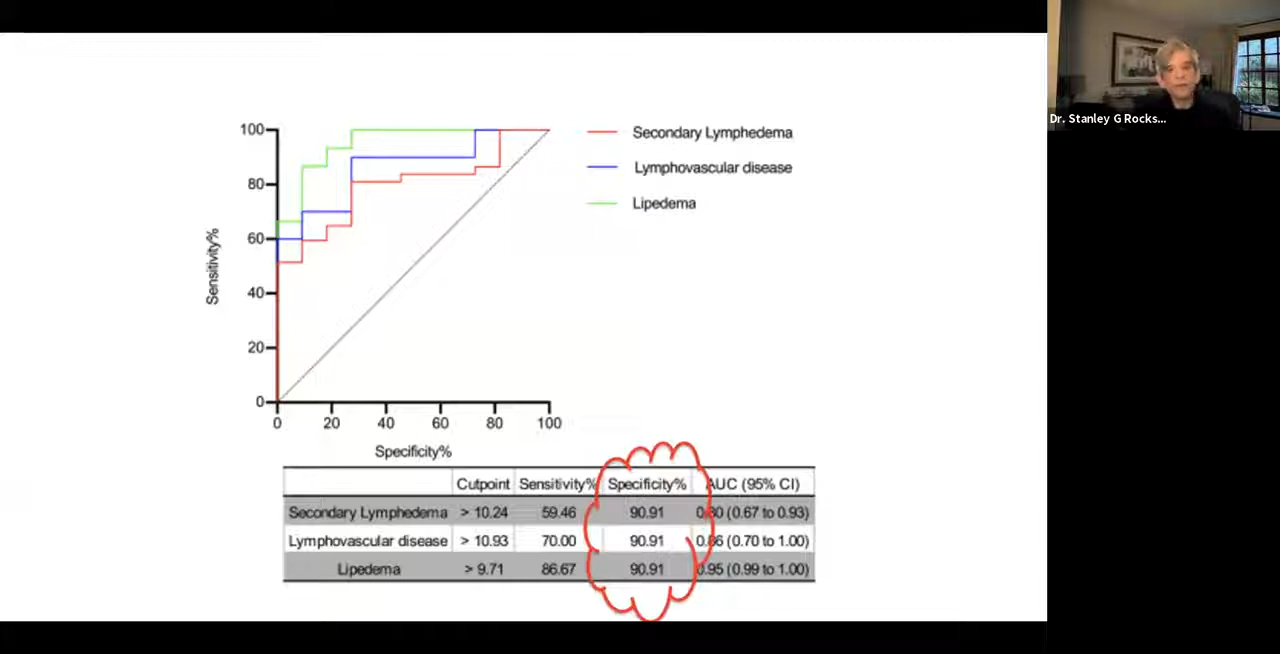 Dr. Stanley G Rocks...
100
80
60
40
20
0
Sensitivity%
0 20 40 60 80 100
Specificity%
Secondary Lymphedema
Lymphovascular disease
Lipedema
Cutpoint Sensitivity% Specificity% AUC (95% CI)
Secondary Lymphedema > 10.24 59.46 90.91 0.80 (0.67 to 0.93)
Lymphovascular disease > 10.93 70.00 90.91 0.86 (0.70 to 1.00)
Lipedema > 9.71 86.67 90.91 0.95 (0.99 to 1.00)